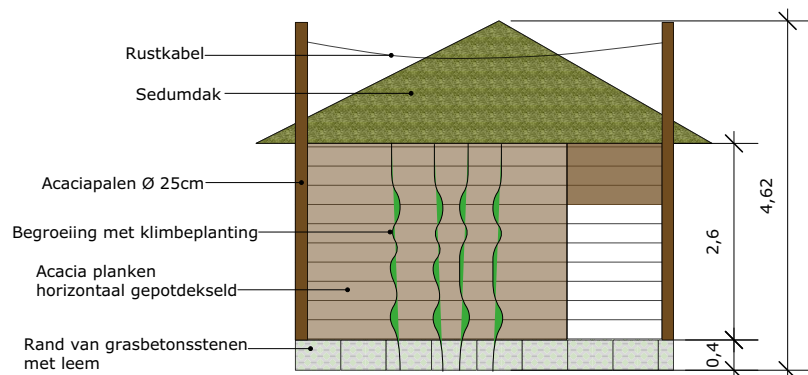 Rustkabel
Sedumdak
Acaciapalen Ø 25cm
Begroeiing met klimbeplanting
Acacia planken
horizontaal gepotdekseld
Rand van grasbetonsstenen
met leem
2,6
0,4
4,62